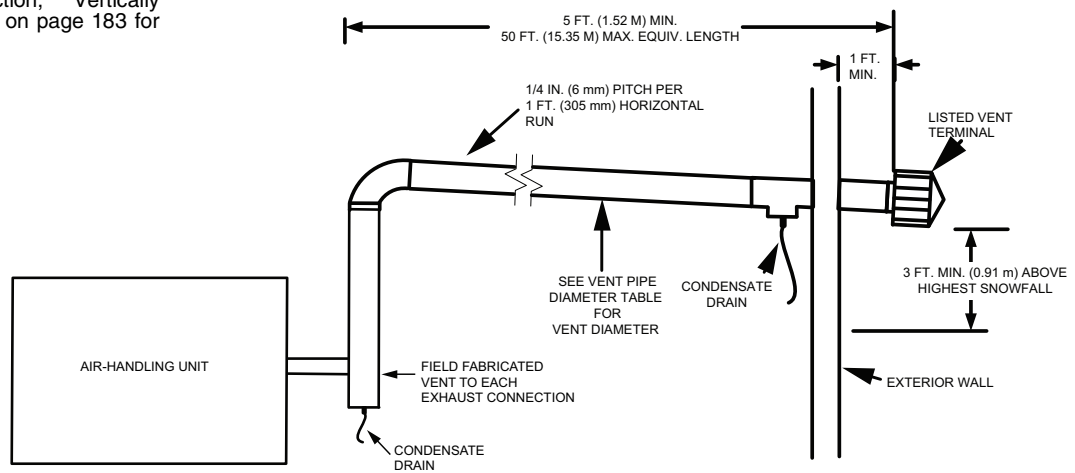 ction, Vertically
on page 183 for
5 FT. (1.52 M) MIN.
50 FT. (15.35 M) MAX. EQUIV. LENGTH
1 FT.
MIN.
1/4 IN. (6 mm) PITCH PER
1 FT. (305 mm) HORIZONTAL
RUN
LISTED VENT
TERMINAL
SEE VENT PIPE
DIAMETER TABLE
FOR
VENT DIAMETER
CONDENSATE
DRAIN
3 FT. MIN. (0.91 m) ABOVE
HIGHEST SNOWFALL
AIR-HANDLING UNIT
FIELD FABRICATED
VENT TO EACH
EXHAUST CONNECTION
EXTERIOR WALL
CONDENSATE
DRAIN